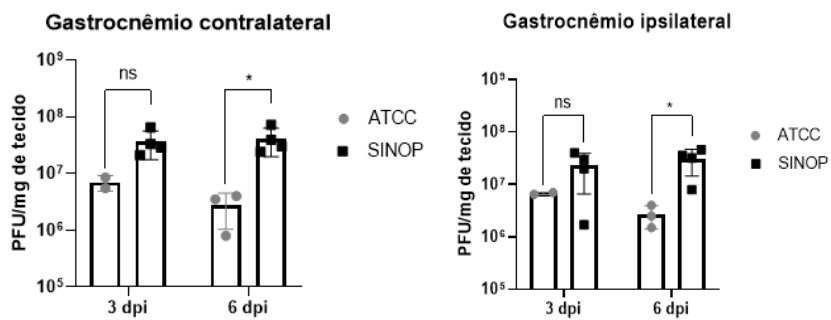 Gastrocnêmio contralateral
PFU/mg de tecido
10⁹
10⁸
10⁷
10⁶
10⁵
ns
*
3 dpi
6 dpi
ATCC
SINOP
Gastrocnêmio ipsilateral
PFU/mg de tecido
10⁹
10⁸
10⁷
10⁶
10⁵
ns
*
3 dpi
6 dpi
ATCC
SINOP